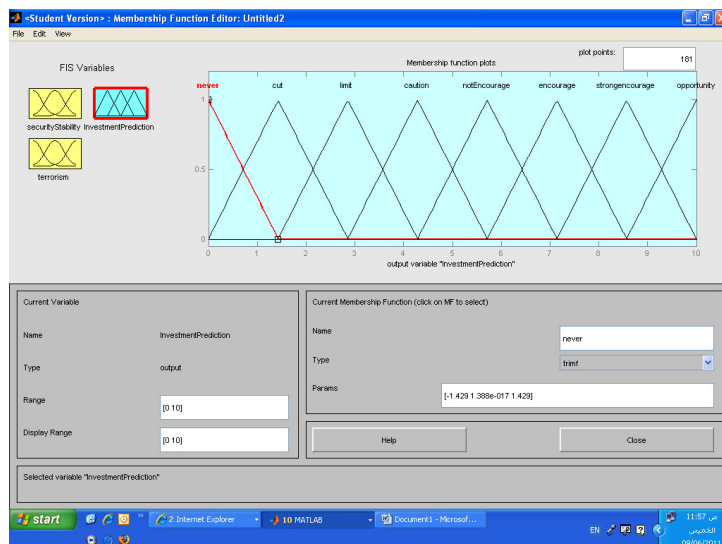 <Student Version> : Membership Function Editor: Untitled2
File Edit View
FIS Variables
securityStability InvestmentPrediction
terrorism
plot points: 181
Membership function plots
never cut limit caution notEncourage encourage strongencourage opportunity
1
0.5
0
0 1 2 3 4 5 6 7 8 9 10
output variable "InvestmentPrediction"
Current Variable
Name InvestmentPrediction
Type output
Range [0 10]
Display Range [0 10]
Current Membership Function (click on MF to select)
Name never
Type trimf
Params [-1.429 1.388e-017 1.429]
Help Close
Selected variable "InvestmentPrediction"
start 2 Internet Explorer 10 MATLAB Document1 - Microsof... EN
11:57 ص
الخميس
09/06/2011